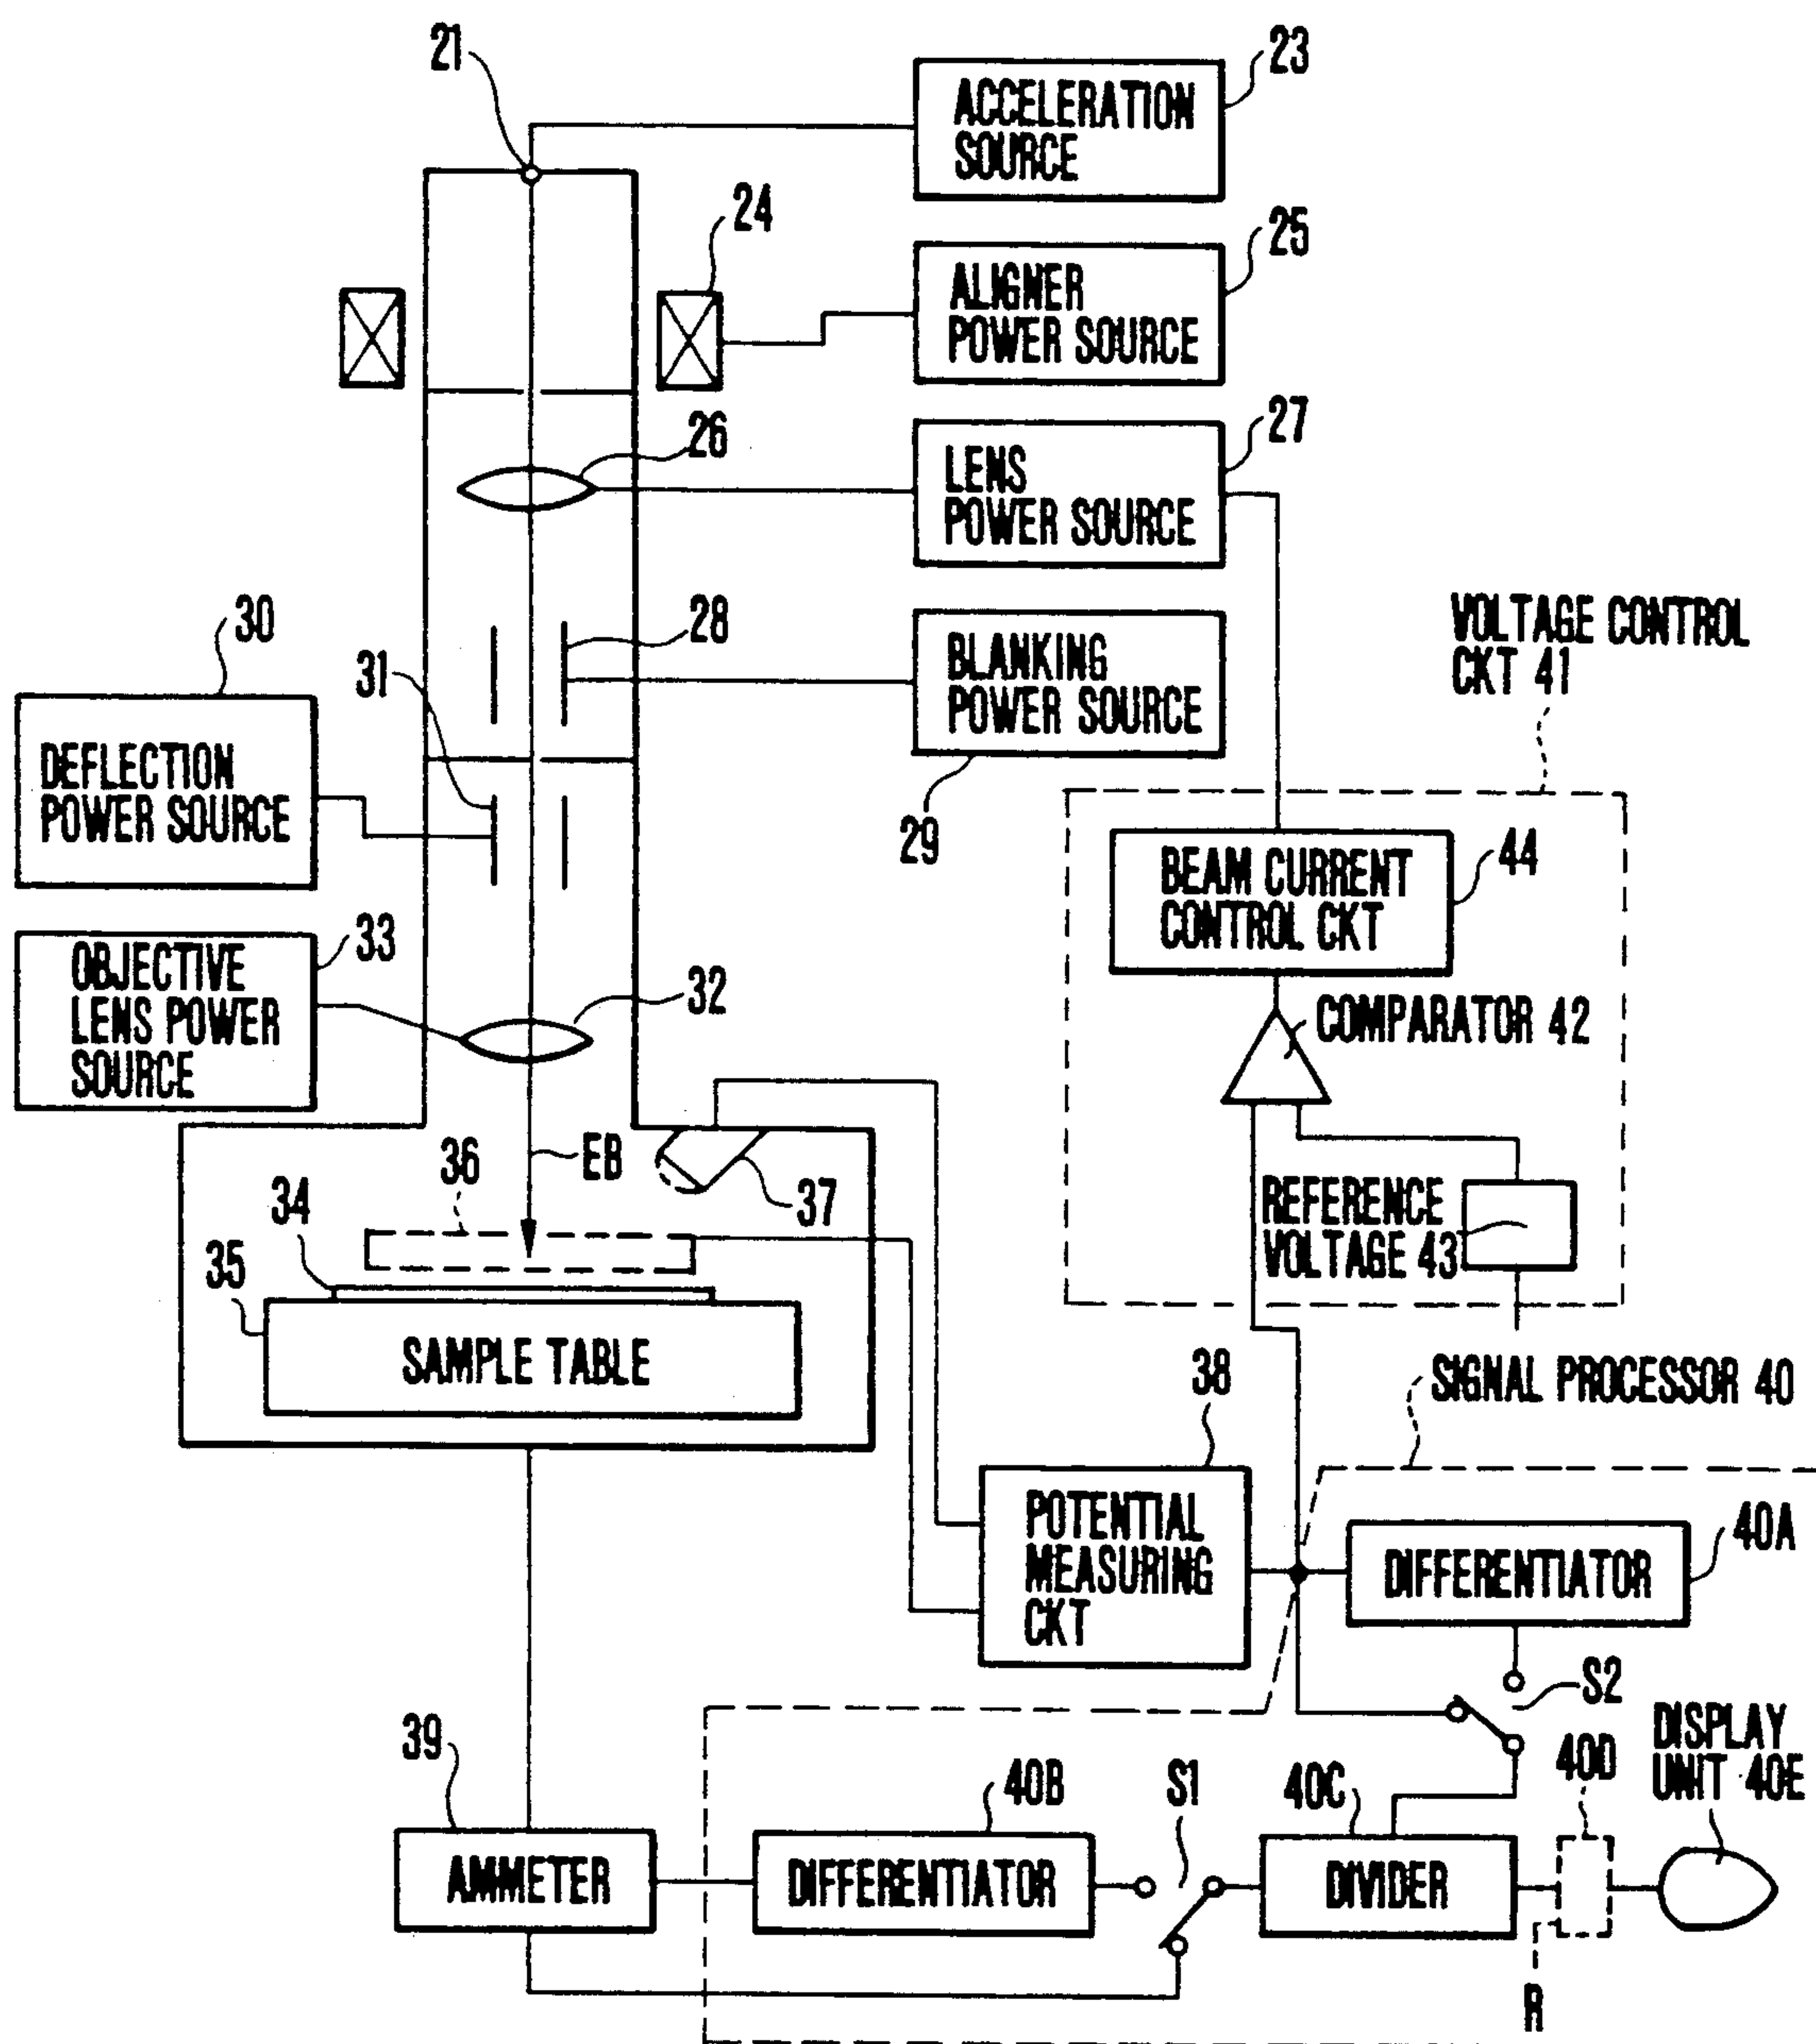 21
23
ACCELERATION
SOURCE
24
25
ALIGNER
POWER SOURCE
26
27
LENS
POWER SOURCE
30
28
31
BLANKING
POWER SOURCE
VOLTAGE CONTROL
CKT 41
DEFLECTION
POWER SOURCE
29
BEAM CURRENT
CONTROL CKT
44
33
OBJECTIVE
LENS POWER
SOURCE
32
COMPARATOR 42
36
EB
37
34
35
REFERENCE
VOLTAGE 43
SAMPLE TABLE
38
SIGNAL PROCESSOR 40
POTENTIAL
MEASURING
CKT
40A
DIFFERENTIATOR
S2
39
40B
S1
40C
40D
DISPLAY
UNIT 40E
AMMETER
DIFFERENTIATOR
DIVIDER
R